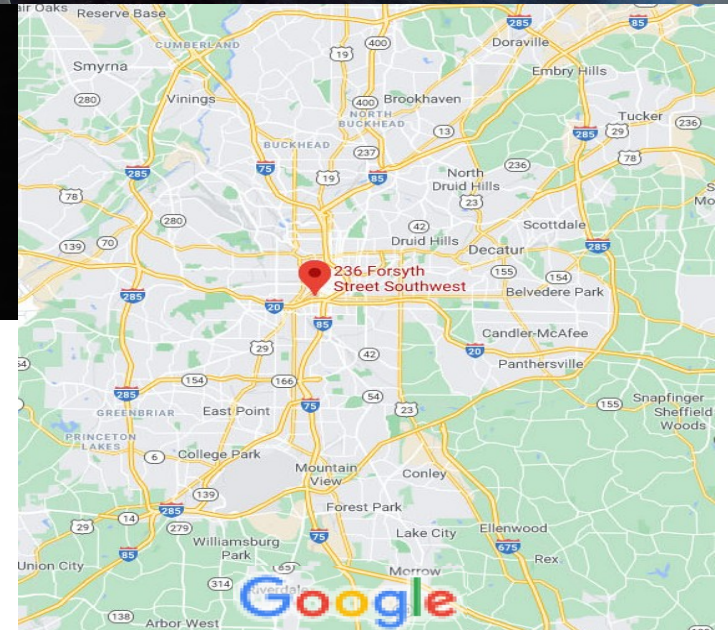 air Oaks
Reserve Base
285
85
CUMBERLAND
400
Doraville
19
Smyrna
Embry Hills
280
Vinings
400
Brookhaven
NORTH
BUCKHEAD
Tucker
236
13
285
29
BUCKHEAD
237
78
75
236
285
19
85
North
Druid Hills
78
23
280
42
Scottdale
139
70
Druid Hills
Decatur
285
236 Forsyth
Street Southwest
155
154
Belvedere Park
285
20
85
Candler-McAfee
29
42
20
Panthersville
154
166
54
285
75
23
155
Snapfinger
Sheffield
Woods
GREENBRIAR
East Point
PRINCETON
LAKES
6
College Park
Mountain
View
Conley
139
285
Forest Park
29
14
279
75
Lake City
Ellenwood
Williamsburg
Park
675
85
Rex
Union City
Morrow
314
Riverdale
Google
138
Arbor West